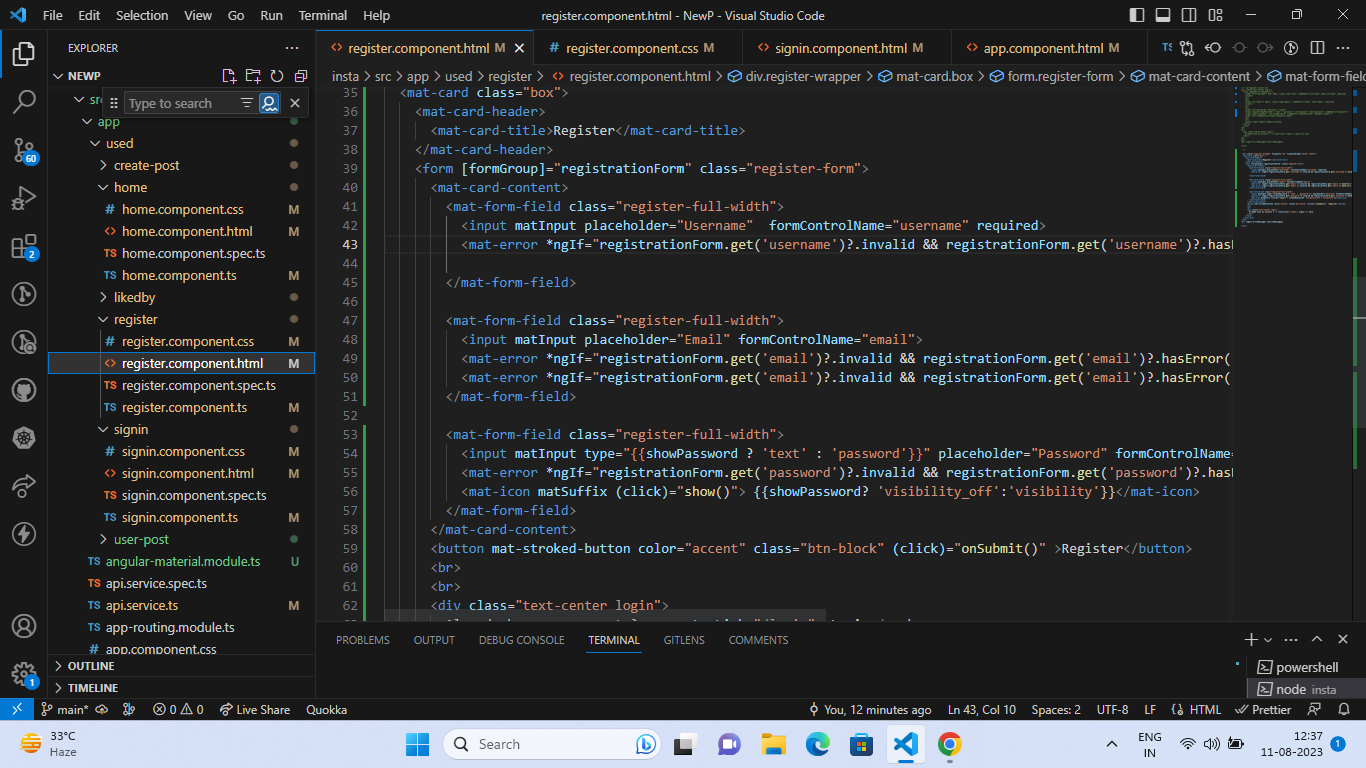 File Edit Selection View Go Run Terminal Help
register.component.html - NewP - Visual Studio Code
EXPLORER
NEWP
src
Type to search
app
used
create-post
home
home.component.css M
home.component.html M
home.component.spec.ts
home.component.ts M
likedby
register
register.component.css M
register.component.html M
register.component.spec.ts
register.component.ts M
signin
signin.component.css M
signin.component.html M
signin.component.spec.ts
signin.component.ts M
user-post
angular-material.module.ts U
api.service.spec.ts
api.service.ts M
app-routing.module.ts
app.component.css
OUTLINE
TIMELINE
60
2
1
register.component.html M
register.component.css M
signin.component.html M
app.component.html M
TS
insta > src > app > used > register > register.component.html > div.register-wrapper > mat-card.box > form.register-form > mat-card-content > mat-form-field
35 <mat-card class="box">
36 <mat-card-header>
37 <mat-card-title>Register</mat-card-title>
38 </mat-card-header>
39 <form [formGroup]="registrationForm" class="register-form">
40 <mat-card-content>
41 <mat-form-field class="register-full-width">
42 <input matInput placeholder="Username"  formControlName="username" required>
43 <mat-error *ngIf="registrationForm.get('username')?.invalid && registrationForm.get('username')?.hasE
44
45 </mat-form-field>
46
47 <mat-form-field class="register-full-width">
48 <input matInput placeholder="Email" formControlName="email">
49 <mat-error *ngIf="registrationForm.get('email')?.invalid && registrationForm.get('email')?.hasError(
50 <mat-error *ngIf="registrationForm.get('email')?.invalid && registrationForm.get('email')?.hasError(
51 </mat-form-field>
52
53 <mat-form-field class="register-full-width">
54 <input matInput type="{{showPassword ? 'text' : 'password'}}" placeholder="Password" formControlName=
55 <mat-error *ngIf="registrationForm.get('password')?.invalid && registrationForm.get('password')?.hasE
56 <mat-icon matSuffix (click)="show()"> {{showPassword? 'visibility_off':'visibility'}}</mat-icon>
57 </mat-form-field>
58 </mat-card-content>
59 <button mat-stroked-button color="accent" class="btn-block" (click)="onSubmit()" >Register</button>
60 <br>
61 <br>
62 <div class="text-center login">
PROBLEMS OUTPUT DEBUG CONSOLE TERMINAL GITLENS COMMENTS
powershell
node insta
main* 0 0 Live Share Quokka
You, 12 minutes ago Ln 43, Col 10 Spaces: 2 UTF-8 LF HTML Prettier
33°C
Haze
Search
ENG
IN
12:37
11-08-2023
1